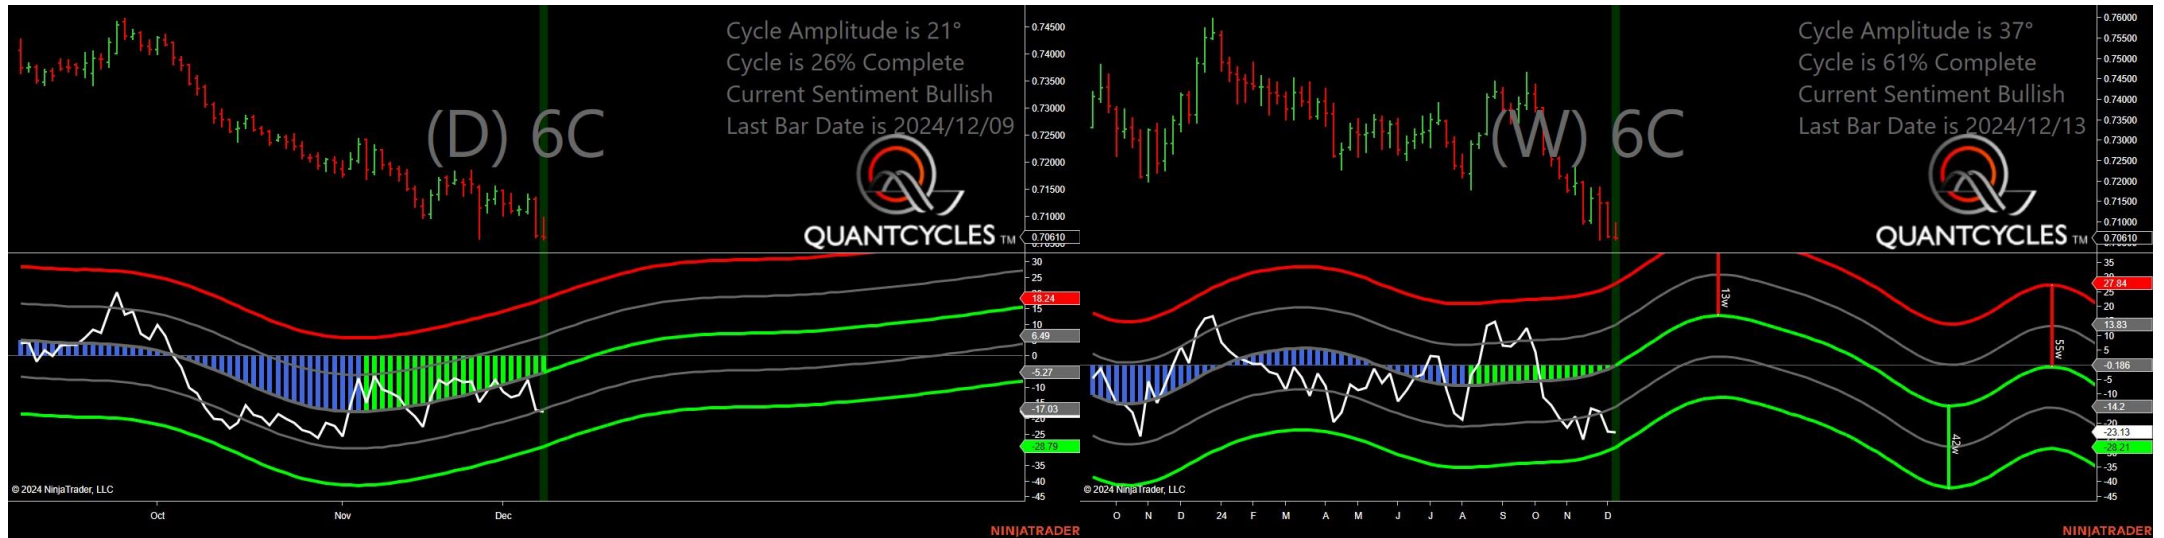 Cycle Amplitude is 21°
Cycle is 26% Complete
Current Sentiment Bullish
Last Bar Date is 2024/12/09
(D) 6C
QUANTCYCLES TM
0.74500
0.74000
0.73500
0.73000
0.72500
0.72000
0.71500
0.71000
0.70610
30
25
18.24
15
10
6.49
0
-5.27
-10
-17.03
-20
-25
-28.79
-35
-40
-45
© 2024 NinjaTrader, LLC
Oct
Nov
Dec
NINJATRADER
Cycle Amplitude is 37°
Cycle is 61% Complete
Current Sentiment Bullish
Last Bar Date is 2024/12/13
(W) 6C
QUANTCYCLES TM
0.76000
0.75500
0.75000
0.74500
0.74000
0.73500
0.73000
0.72500
0.72000
0.71500
0.71000
0.70610
35
27.84
25
20
13.83
10
5
-0.186
-5
-10
-14.2
-23.13
-28.21
-35
-40
-45
13w
42w
55w
© 2024 NinjaTrader, LLC
O N D 24 F M A M J J A S O N D
NINJATRADER